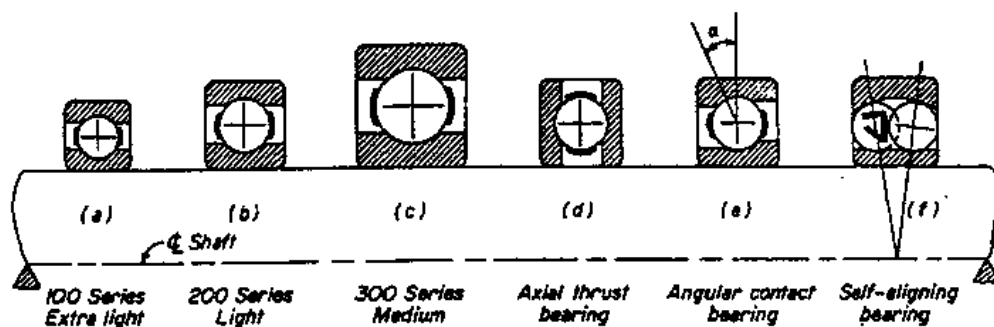 α
(a)
(b)
(c)
(d)
(e)
(f)
℄ Shaft
100 Series
Extra light
200 Series
Light
300 Series
Medium
Axial thrust
bearing
Angular contact
bearing
Self-aligning
bearing